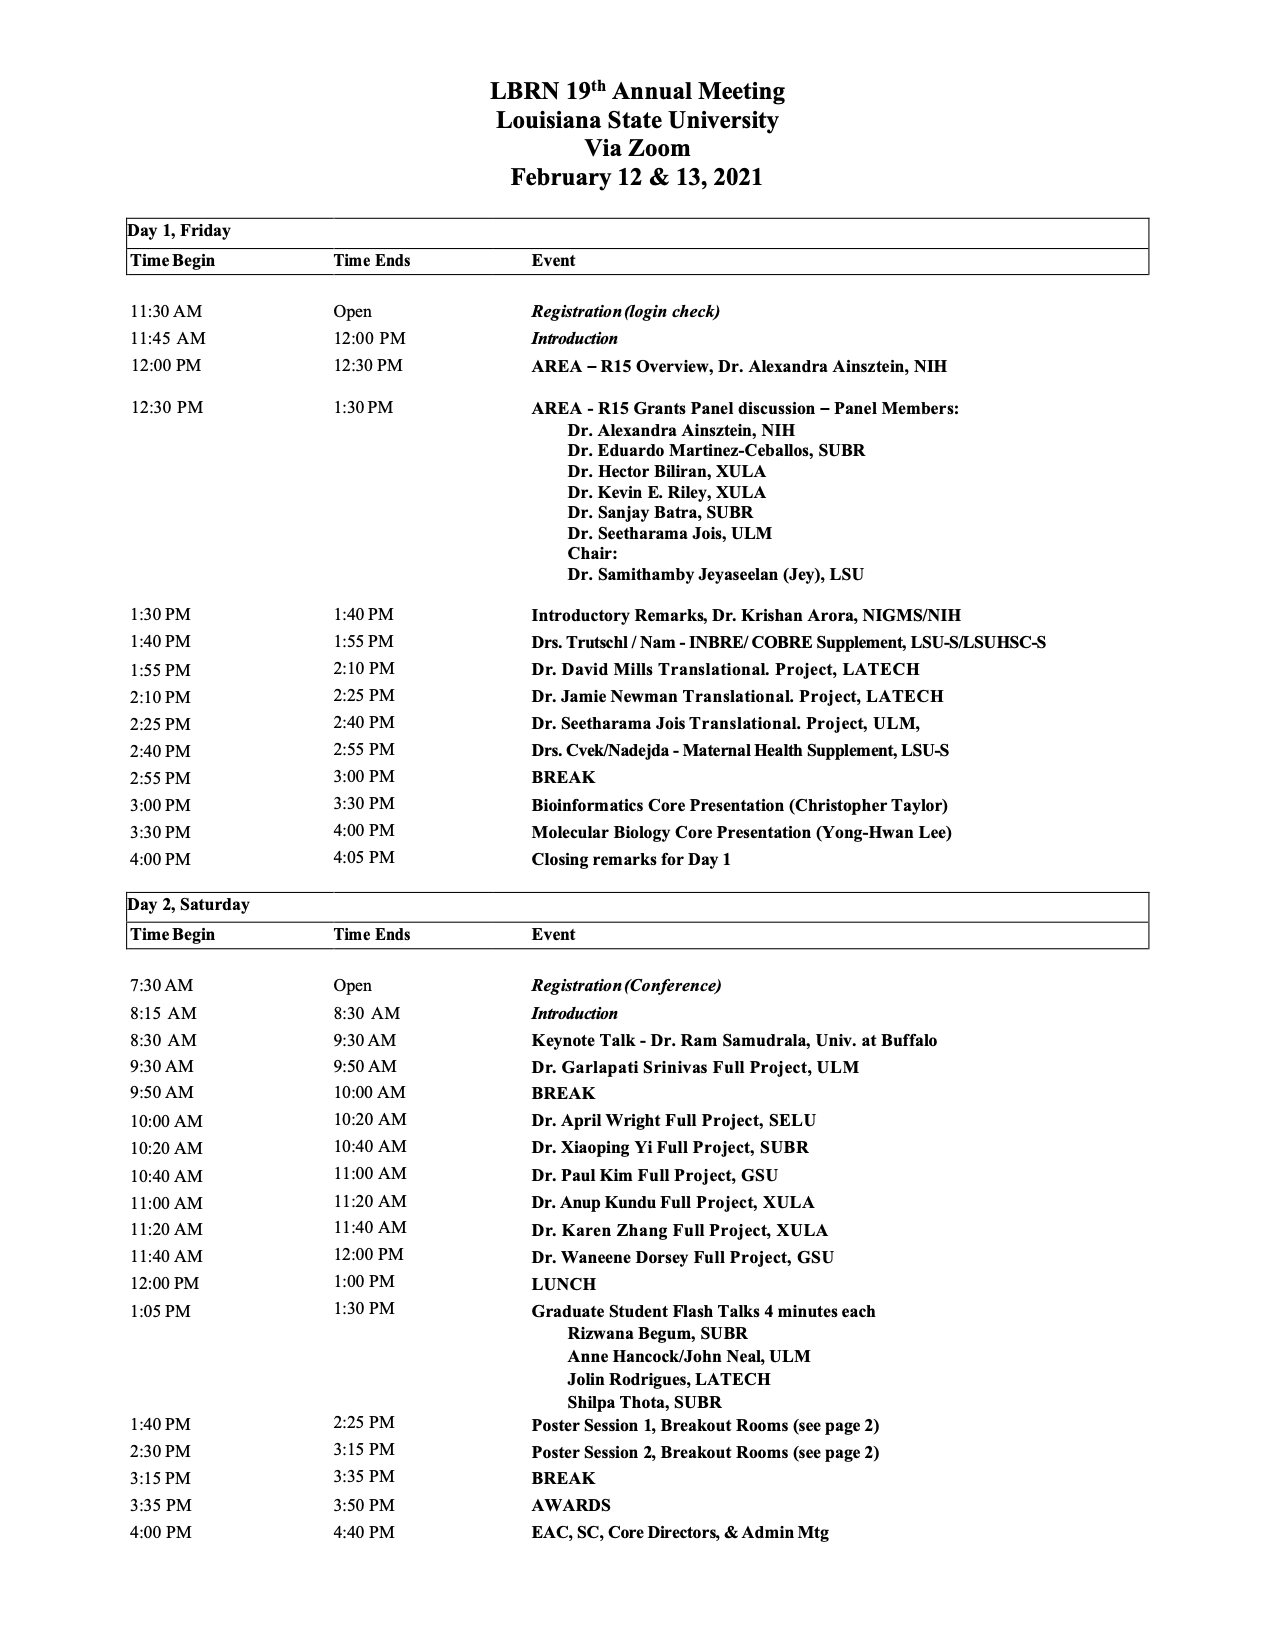 LBRN 19th Annual Meeting
Louisiana State University
Via Zoom
February 12 & 13, 2021
Day 1, Friday
Time Begin Time Ends Event
11:30 AM Open Registration (login check)
11:45 AM 12:00 PM Introduction
12:00 PM 12:30 PM AREA – R15 Overview, Dr. Alexandra Ainsztein, NIH
12:30 PM 1:30 PM AREA - R15 Grants Panel discussion – Panel Members:
Dr. Alexandra Ainsztein, NIH
Dr. Eduardo Martinez-Ceballos, SUBR
Dr. Hector Biliran, XULA
Dr. Kevin E. Riley, XULA
Dr. Sanjay Batra, SUBR
Dr. Seetharama Jois, ULM
Chair:
Dr. Samithamby Jeyaseelan (Jey), LSU
1:30 PM 1:40 PM Introductory Remarks, Dr. Krishan Arora, NIGMS/NIH
1:40 PM 1:55 PM Drs. Trutschl / Nam - INBRE/ COBRE Supplement, LSU-S/LSUHSC-S
1:55 PM 2:10 PM Dr. David Mills Translational. Project, LATECH
2:10 PM 2:25 PM Dr. Jamie Newman Translational. Project, LATECH
2:25 PM 2:40 PM Dr. Seetharama Jois Translational. Project, ULM,
2:40 PM 2:55 PM Drs. Cvek/Nadejda - Maternal Health Supplement, LSU-S
2:55 PM 3:00 PM BREAK
3:00 PM 3:30 PM Bioinformatics Core Presentation (Christopher Taylor)
3:30 PM 4:00 PM Molecular Biology Core Presentation (Yong-Hwan Lee)
4:00 PM 4:05 PM Closing remarks for Day 1
Day 2, Saturday
Time Begin Time Ends Event
7:30 AM Open Registration (Conference)
8:15 AM 8:30 AM Introduction
8:30 AM 9:30 AM Keynote Talk - Dr. Ram Samudrala, Univ. at Buffalo
9:30 AM 9:50 AM Dr. Garlapati Srinivas Full Project, ULM
9:50 AM 10:00 AM BREAK
10:00 AM 10:20 AM Dr. April Wright Full Project, SELU
10:20 AM 10:40 AM Dr. Xiaoping Yi Full Project, SUBR
10:40 AM 11:00 AM Dr. Paul Kim Full Project, GSU
11:00 AM 11:20 AM Dr. Anup Kundu Full Project, XULA
11:20 AM 11:40 AM Dr. Karen Zhang Full Project, XULA
11:40 AM 12:00 PM Dr. Waneene Dorsey Full Project, GSU
12:00 PM 1:00 PM LUNCH
1:05 PM 1:30 PM Graduate Student Flash Talks 4 minutes each
Rizwana Begum, SUBR
Anne Hancock/John Neal, ULM
Jolin Rodrigues, LATECH
Shilpa Thota, SUBR
1:40 PM 2:25 PM Poster Session 1, Breakout Rooms (see page 2)
2:30 PM 3:15 PM Poster Session 2, Breakout Rooms (see page 2)
3:15 PM 3:35 PM BREAK
3:35 PM 3:50 PM AWARDS
4:00 PM 4:40 PM EAC, SC, Core Directors, & Admin Mtg